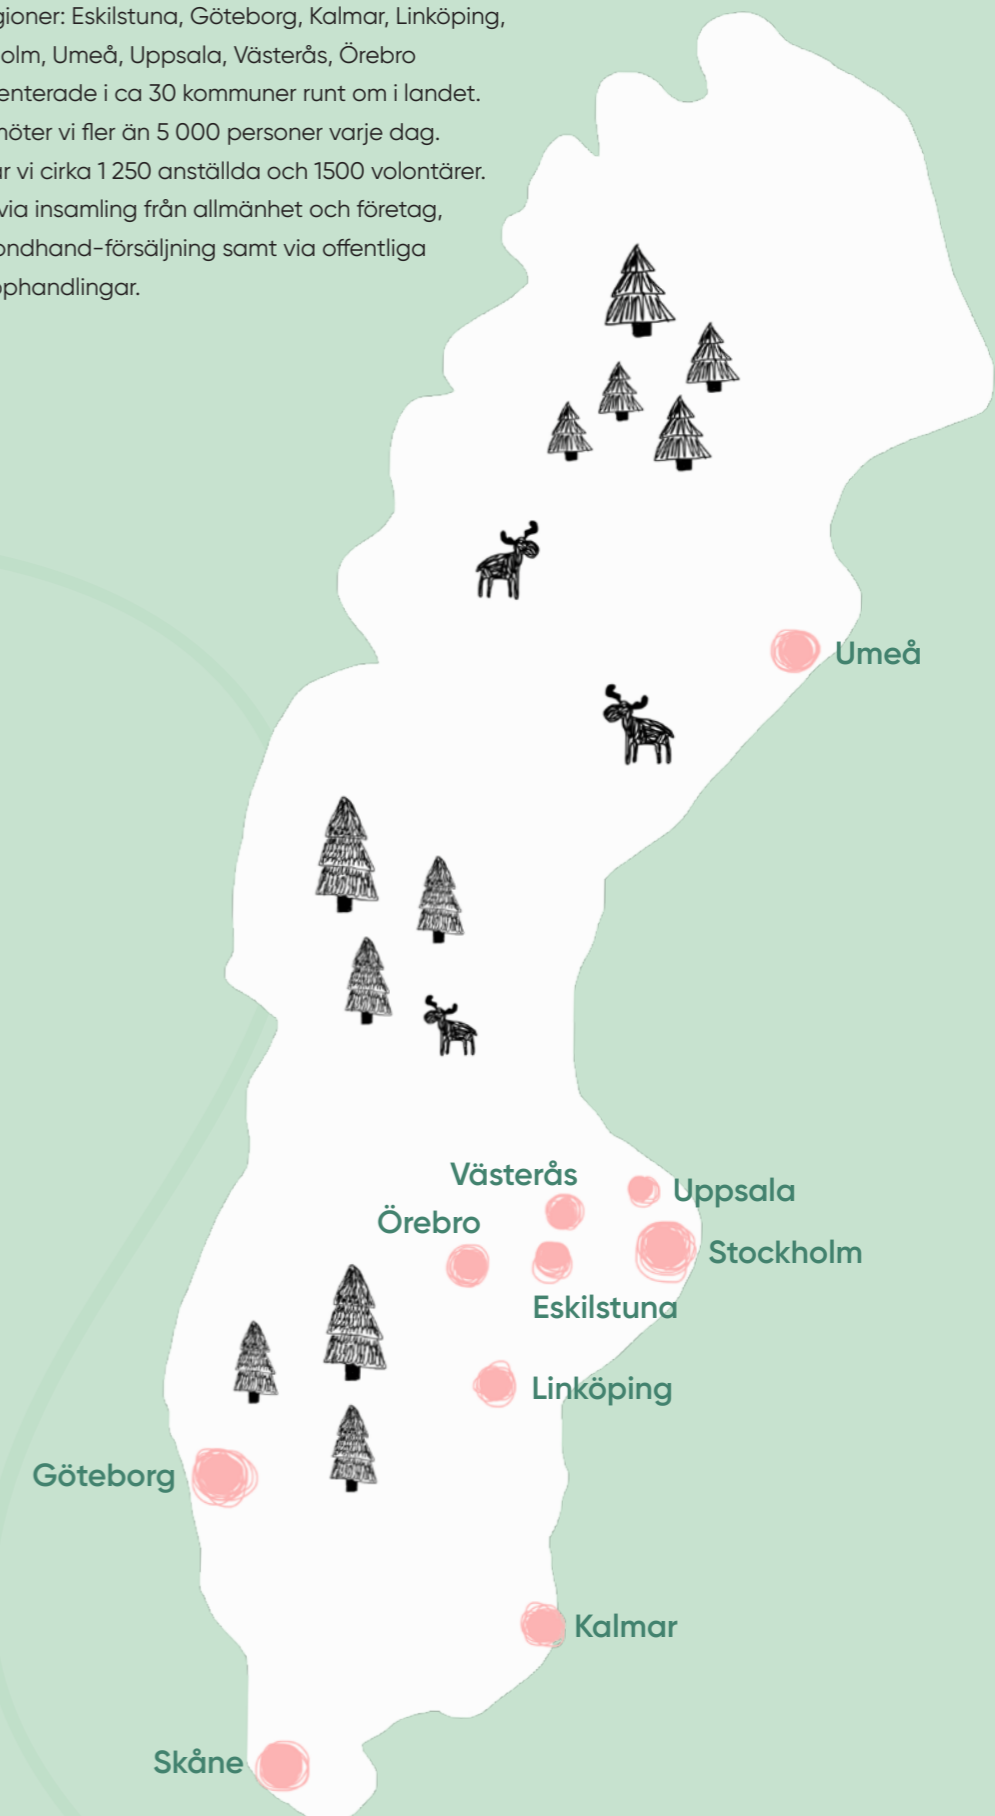 gioner: Eskilstuna, Göteborg, Kalmar, Linköping,
olm, Umeå, Uppsala, Västerås, Örebro
enterade i ca 30 kommuner runt om i landet.
nöter vi fler än 5 000 personer varje dag.
ar vi cirka 1 250 anställda och 1500 volontärer.
via insamling från allmänhet och företag,
ondhand-försäljning samt via offentliga
pphandlingar.
Umeå
Västerås
Uppsala
Örebro
Stockholm
Eskilstuna
Linköping
Göteborg
Kalmar
Skåne